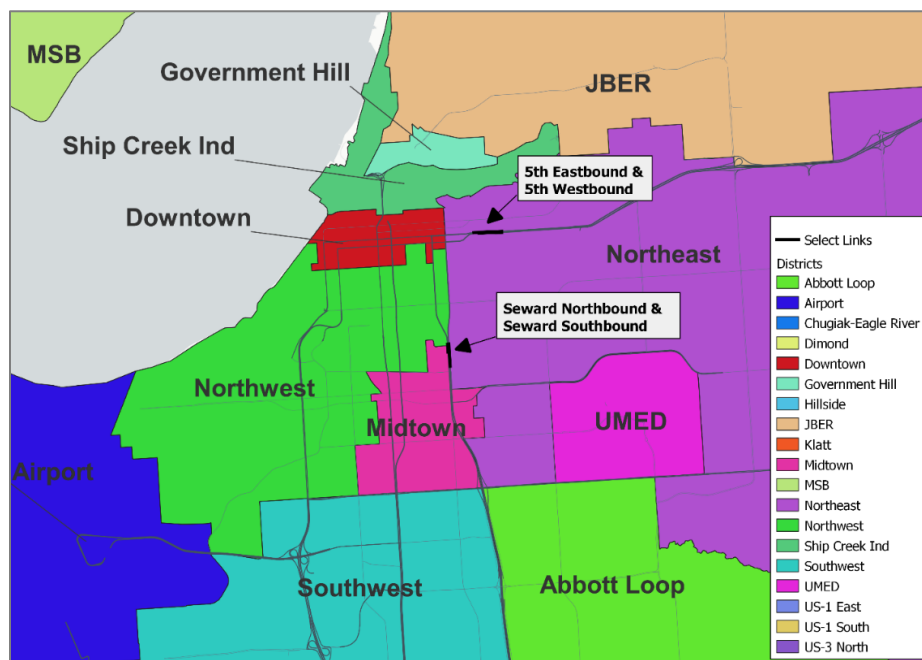 MSB
Government Hill
JBER
Ship Creek Ind
5th Eastbound &
5th Westbound
Downtown
Northeast
Seward Northbound &
Seward Southbound
Northwest
Midtown
UMED
Airport
Southwest
Abbott Loop
Select Links
Districts
Abbott Loop
Airport
Chugiak-Eagle River
Dimond
Downtown
Government Hill
Hillside
JBER
Klatt
Midtown
MSB
Northeast
Northwest
Ship Creek Ind
Southwest
UMED
US-1 East
US-1 South
US-3 North